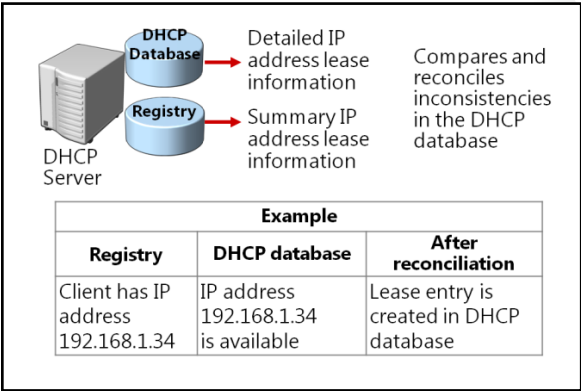 DHCP
Database
Detailed IP
address lease
information
Registry
Summary IP
address lease
information
DHCP
Server
Compares and
reconciles
inconsistencies
in the DHCP
database
Example
Registry
DHCP database
After
reconciliation
Client has IP
address
192.168.1.34
IP address
192.168.1.34
is available
Lease entry is
created in DHCP
database